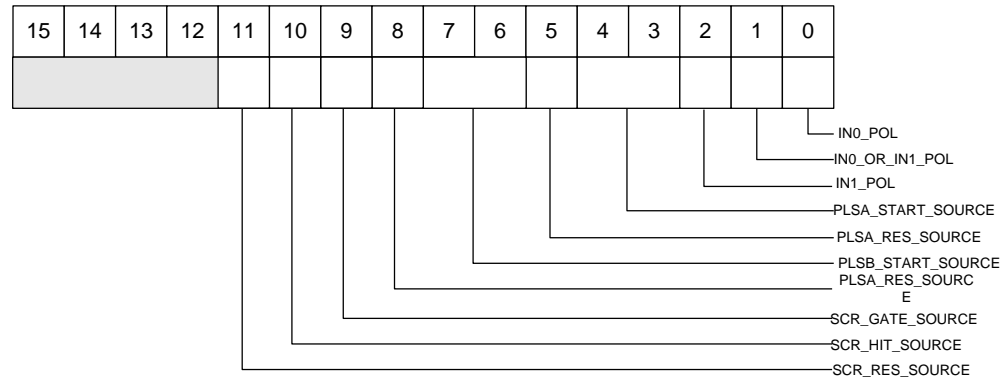 15 14 13 12 11 10 9 8 7 6 5 4 3 2 1 0
IN0_POL
IN0_OR_IN1_POL
IN1_POL
PLSA_START_SOURCE
PLSA_RES_SOURCE
PLSB_START_SOURCE
PLSA_RES_SOURC
E
SCR_GATE_SOURCE
SCR_HIT_SOURCE
SCR_RES_SOURCE